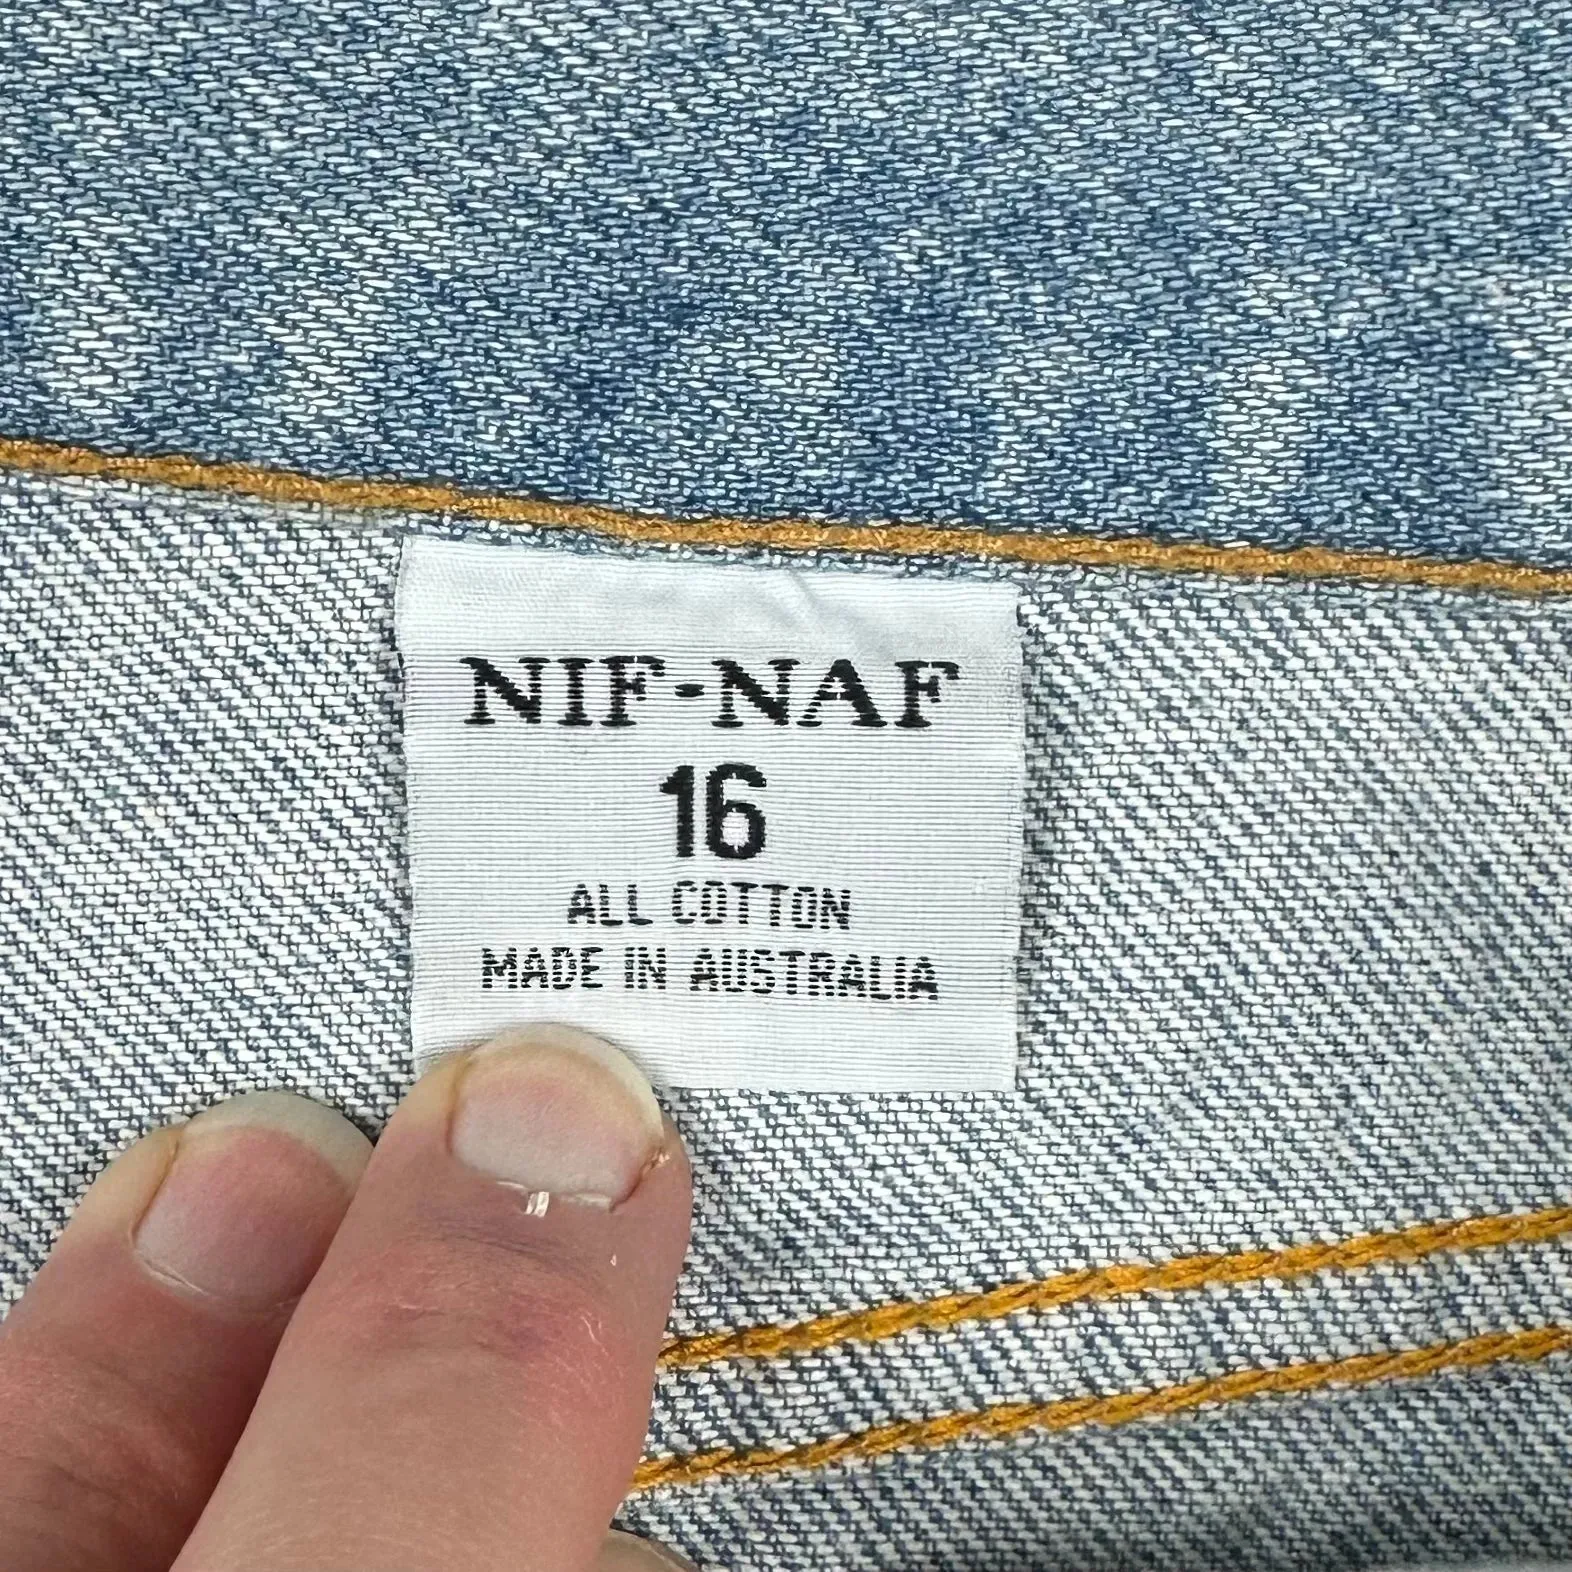 NIF-NAF
16
ALL COTTON
MADE IN AUSTRALIA